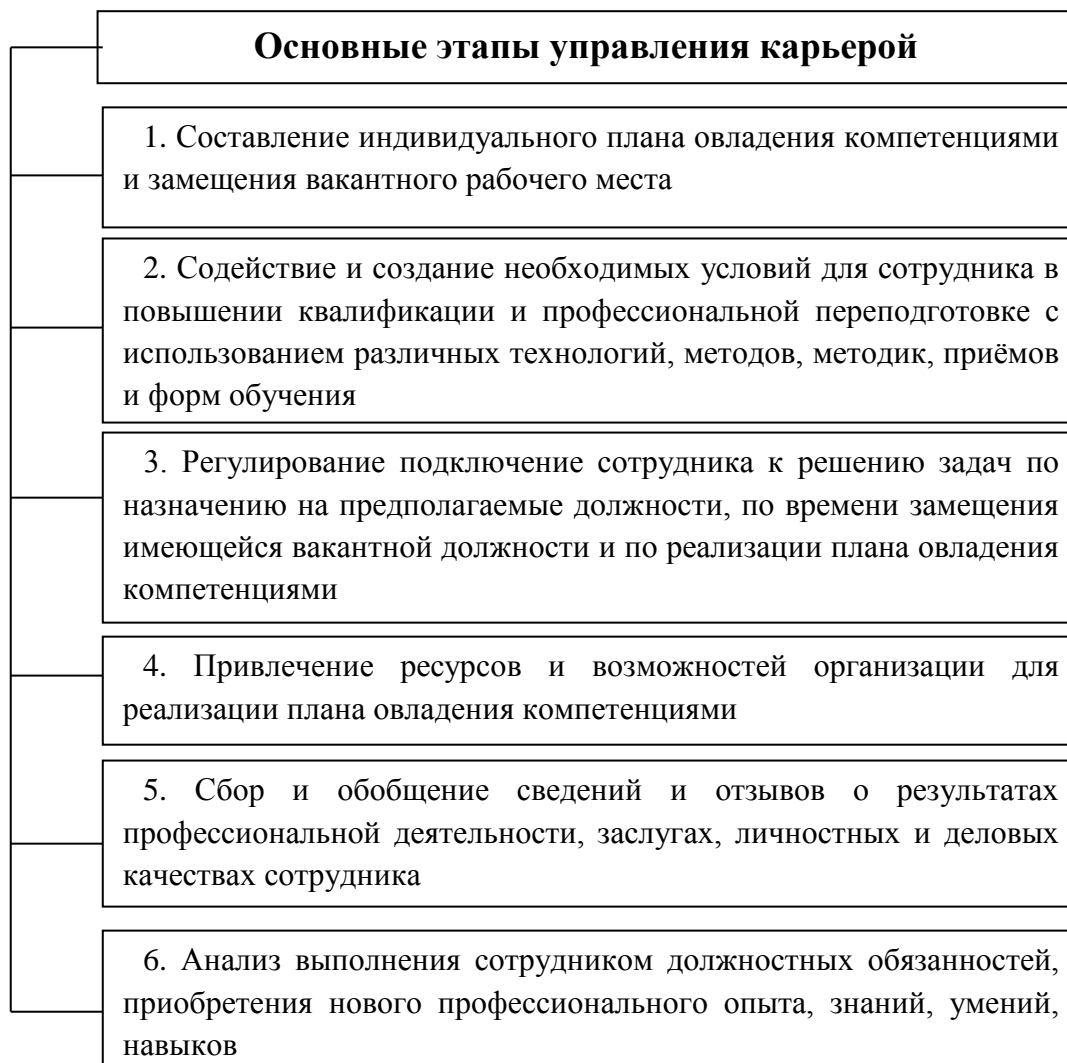 Основные этапы управления карьерой
1. Составление индивидуального плана овладения компетенциями
и замещения вакантного рабочего места
2. Содействие и создание необходимых условий для сотрудника в
повышении квалификации и профессиональной переподготовке с
использованием различных технологий, методов, методик, приёмов
и форм обучения
3. Регулирование подключение сотрудника к решению задач по
назначению на предполагаемые должности, по времени замещения
имеющейся вакантной должности и по реализации плана овладения
компетенциями
4. Привлечение ресурсов и возможностей организации для
реализации плана овладения компетенциями
5. Сбор и обобщение сведений и отзывов о результатах
профессиональной деятельности, заслугах, личностных и деловых
качествах сотрудника
6. Анализ выполнения сотрудником должностных обязанностей,
приобретения нового профессионального опыта, знаний, умений,
навыков